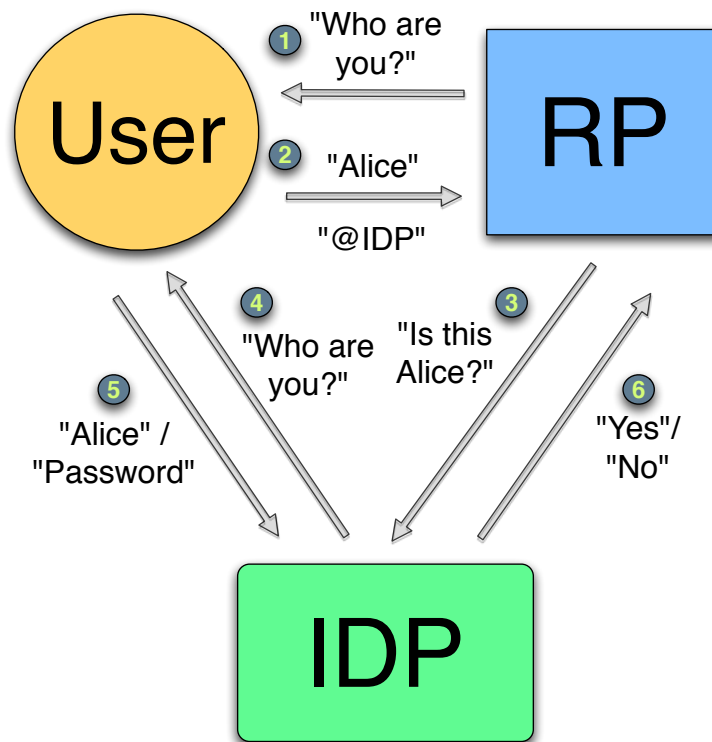 1
"Who are
you?"
User
RP
2
"Alice"
"@IDP"
4
"Who are
you?"
3
"Is this
Alice?"
5
"Alice" /
"Password"
6
"Yes"/
"No"
IDP